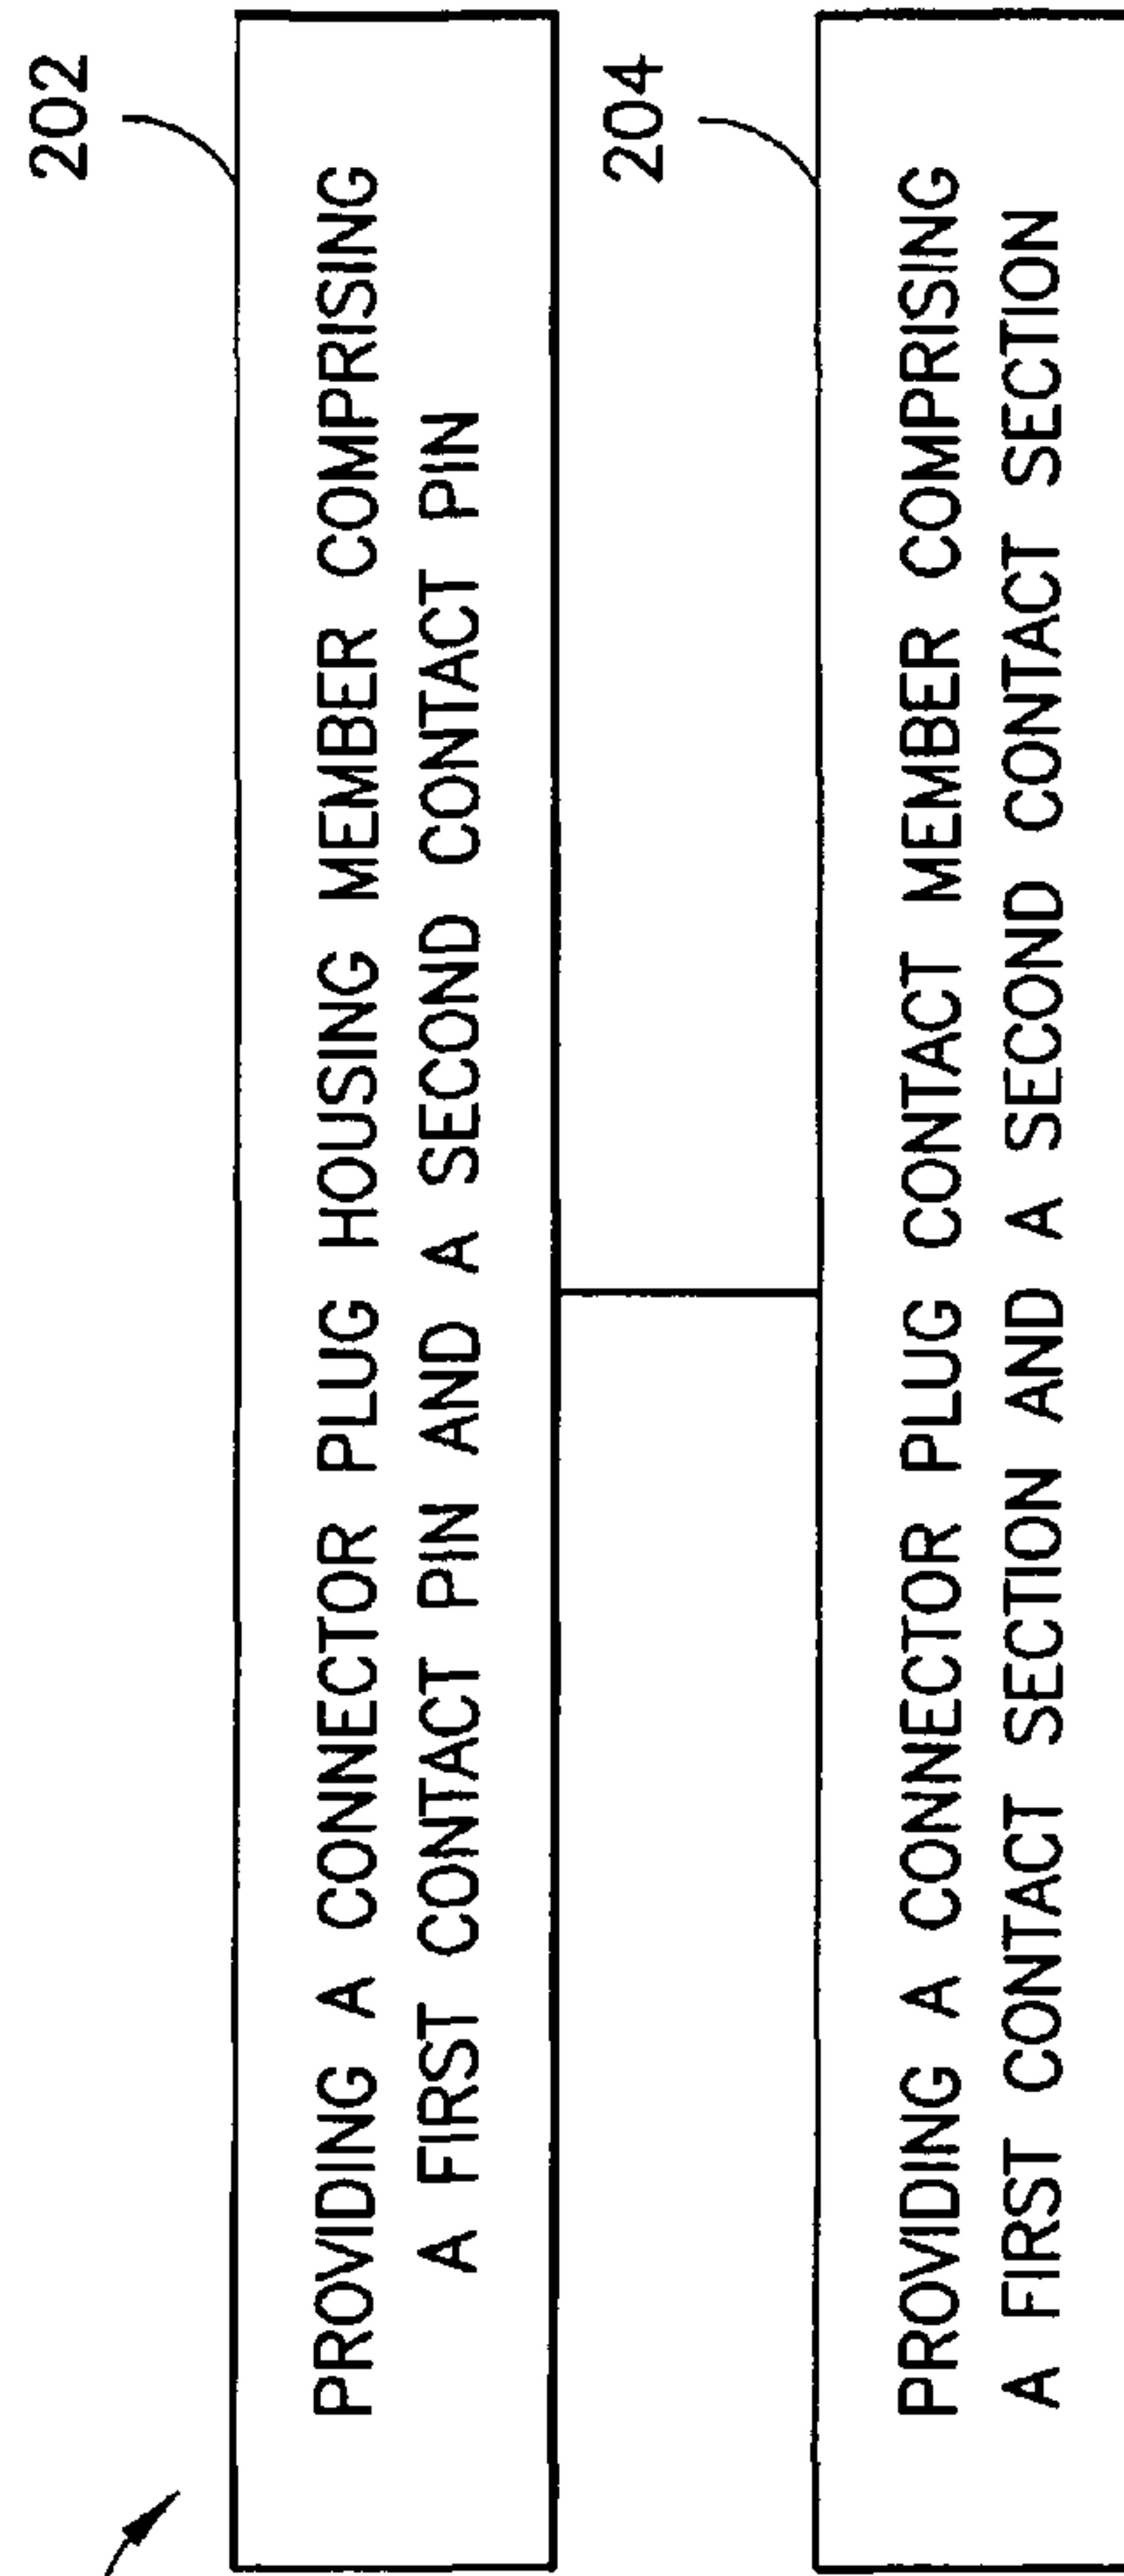 202
PROVIDING A CONNECTOR PLUG HOUSING MEMBER COMPRISING
A FIRST CONTACT PIN AND A SECOND CONTACT PIN
204
PROVIDING A CONNECTOR PLUG CONTACT MEMBER COMPRISING
A FIRST CONTACT SECTION AND A SECOND CONTACT SECTION